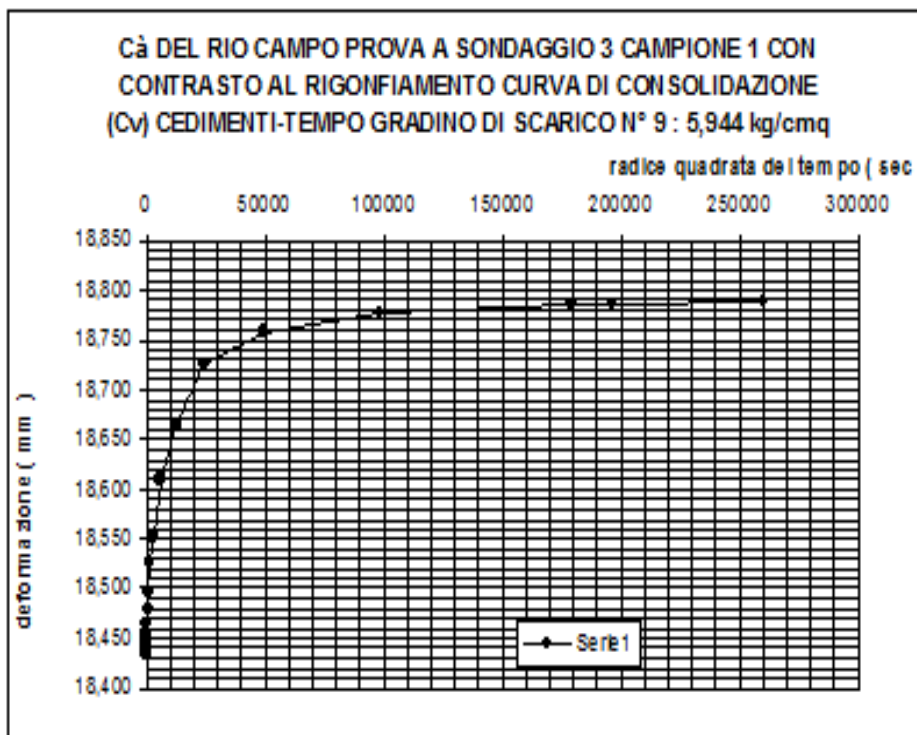 Cà DEL RIO CAMPO PROVA A SONDAGGIO 3 CAMPIONE 1 CON
CONTRASTO AL RIGONFIAMENTO CURVA DI CONSOLIDAZIONE
(Cv) CEDIMENTI-TEMPO GRADINO DI SCARICO N° 9 : 5,944 kg/cmq
radice quadrata del tempo ( sec
0 50000 100000 150000 200000 250000 300000
18,850
18,800
18,750
18,700
18,650
18,600
18,550
18,500
18,450
18,400
deformazione ( mm )
Serie1